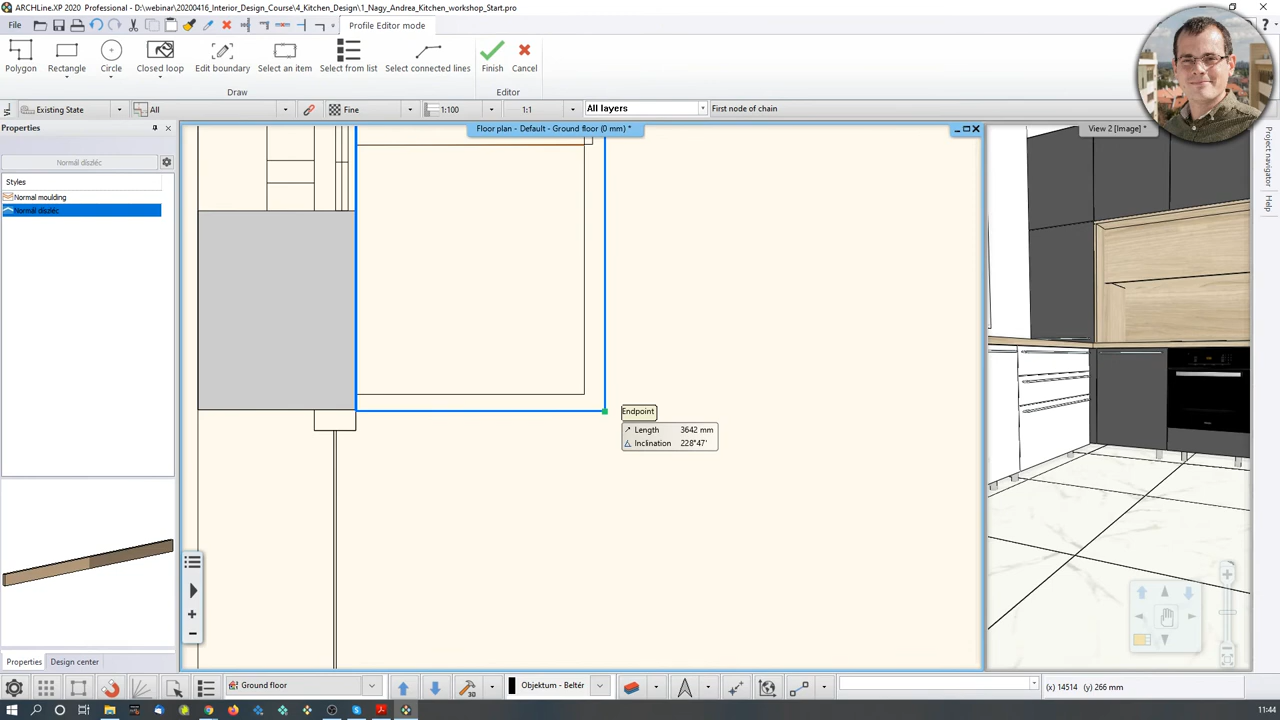 ARCHLine.XP 2020 Professional - D:\webinar\20200416_Interior_Design_Course\4_Kitchen_Design\1_Nagy_Andrea_Kitchen_workshop_Start.pro
File
Profile Editor mode
Polygon
Rectangle
Circle
Closed loop
Edit boundary
Select an item
Select from list
Select connected lines
Finish
Cancel
Draw
Editor
Existing State
All
Fine
1:100
1:1
All layers
First node of chain
Properties
Floor plan - Default - Ground floor (0 mm) *
View 2 [Image] *
Normál díszléc
Styles
Normal moulding
Normál díszléc
Project navigator
Help
Endpoint
Length 3642 mm
Inclination 228°47'
Properties
Design center
Ground floor
Objektum - Beltér
(x) 14514 (y) 266 mm
11:44